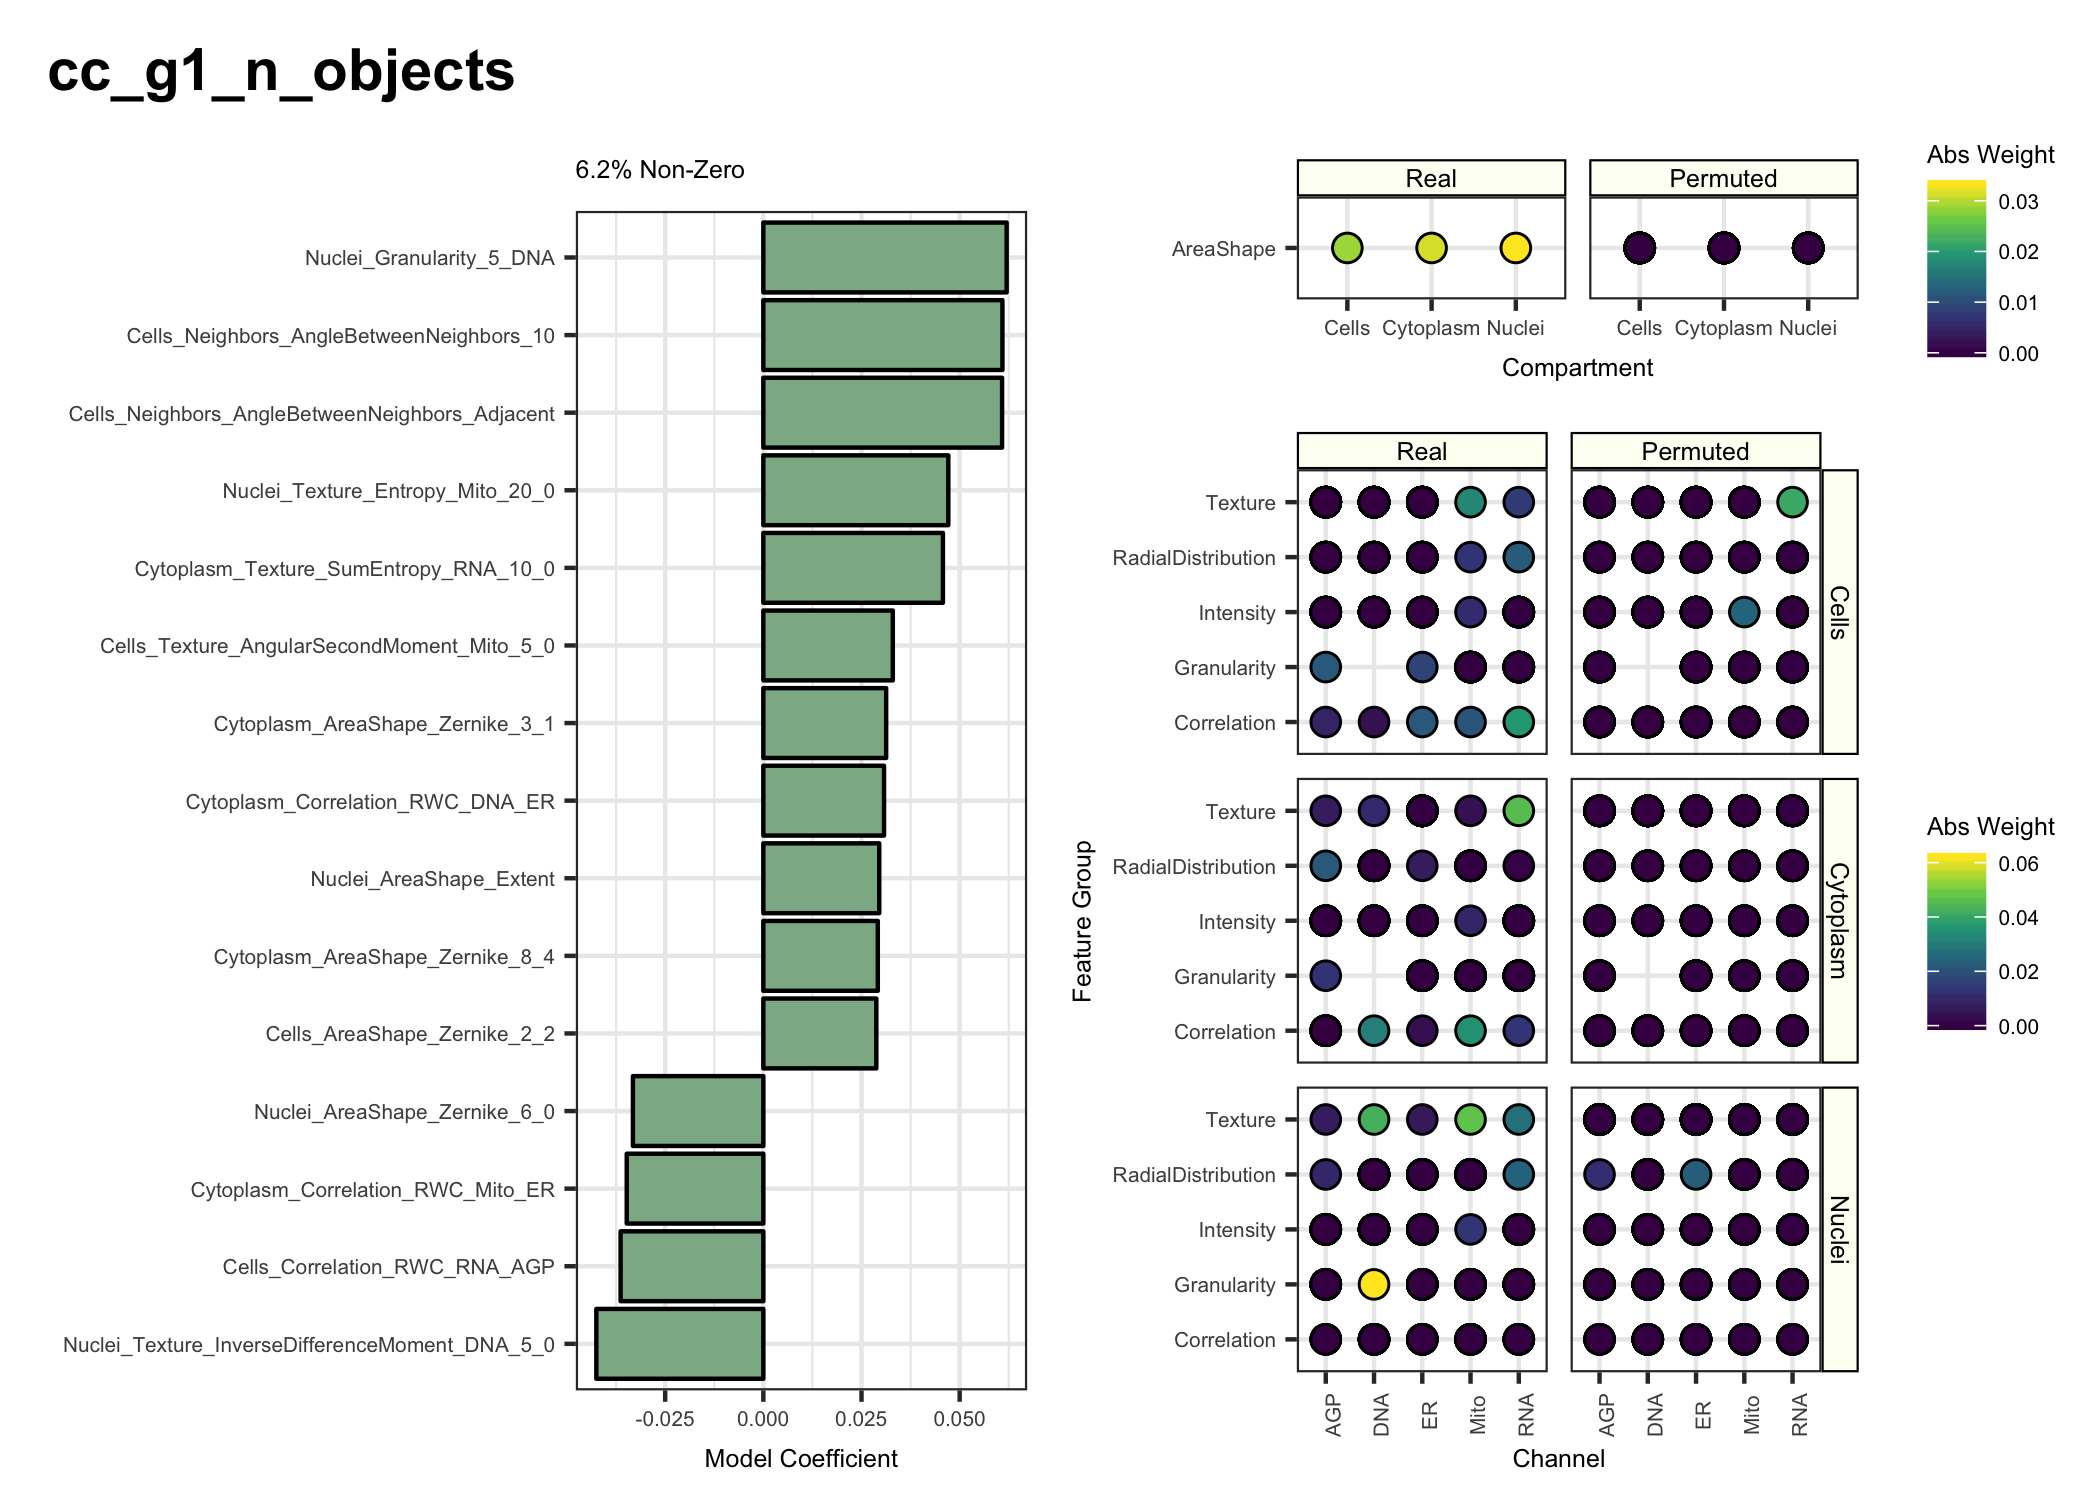 cc_g1_n_objects
6.2% Non-Zero
Nuclei_Granularity_5_DNA
Cells_Neighbors_AngleBetweenNeighbors_10
Cells_Neighbors_AngleBetweenNeighbors_Adjacent
Nuclei_Texture_Entropy_Mito_20_0
Cytoplasm_Texture_SumEntropy_RNA_10_0
Cells_Texture_AngularSecondMoment_Mito_5_0
Cytoplasm_AreaShape_Zernike_3_1
Cytoplasm_Correlation_RWC_DNA_ER
Nuclei_AreaShape_Extent
Cytoplasm_AreaShape_Zernike_8_4
Cells_AreaShape_Zernike_2_2
Nuclei_AreaShape_Zernike_6_0
Cytoplasm_Correlation_RWC_Mito_ER
Cells_Correlation_RWC_RNA_AGP
Nuclei_Texture_InverseDifferenceMoment_DNA_5_0
-0.025 0.000 0.025 0.050
Model Coefficient
Real Permuted
AreaShape
Cells Cytoplasm Nuclei Cells Cytoplasm Nuclei
Compartment
Abs Weight
0.03
0.02
0.01
0.00
Feature Group
Real Permuted
Texture
RadialDistribution
Intensity
Granularity
Correlation
Cells
Texture
RadialDistribution
Intensity
Granularity
Correlation
Cytoplasm
Texture
RadialDistribution
Intensity
Granularity
Correlation
Nuclei
AGP DNA ER Mito RNA AGP DNA ER Mito RNA
Channel
Abs Weight
0.06
0.04
0.02
0.00